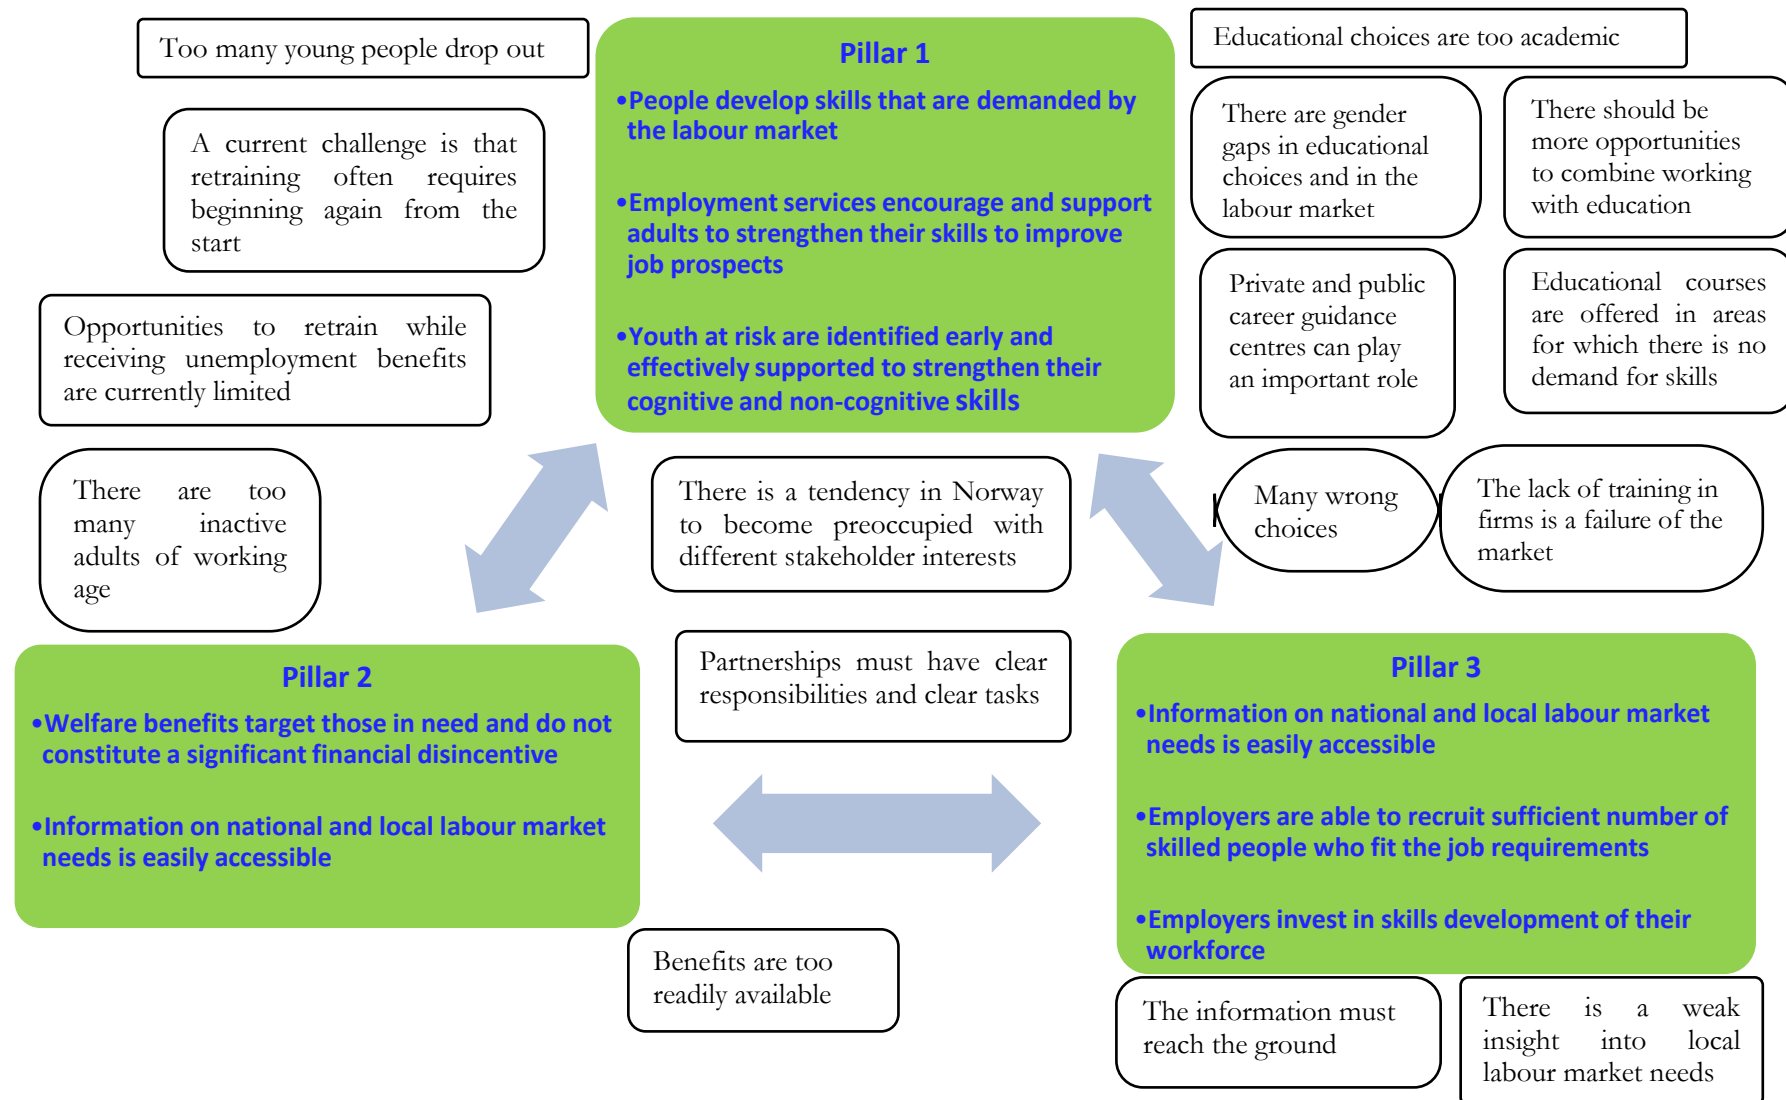 Too many young people drop out
Pillar 1
•People develop skills that are demanded by
the labour market
•Employment services encourage and support
adults to strengthen their skills to improve
job prospects
•Youth at risk are identified early and
effectively supported to strengthen their
cognitive and non-cognitive skills
Educational choices are too academic
A current challenge is that
retraining often requires
beginning again from the
start
There are gender
gaps in educational
choices and in the
labour market
There should be
more opportunities
to combine working
with education
Opportunities to retrain while
receiving unemployment benefits
are currently limited
Private and public
career guidance
centres can play
an important role
Educational courses
are offered in areas
for which there is no
demand for skills
There are too
many inactive
adults of working
age
There is a tendency in Norway
to become preoccupied with
different stakeholder interests
Many wrong
choices
The lack of training in
firms is a failure of the
market
Partnerships must have clear
responsibilities and clear tasks
Pillar 2
•Welfare benefits target those in need and do not
constitute a significant financial disincentive
•Information on national and local labour market
needs is easily accessible
Pillar 3
•Information on national and local labour market
needs is easily accessible
•Employers are able to recruit sufficient number of
skilled people who fit the job requirements
•Employers invest in skills development of their
workforce
Benefits are too
readily available
The information must
reach the ground
There is a weak
insight into local
labour market needs